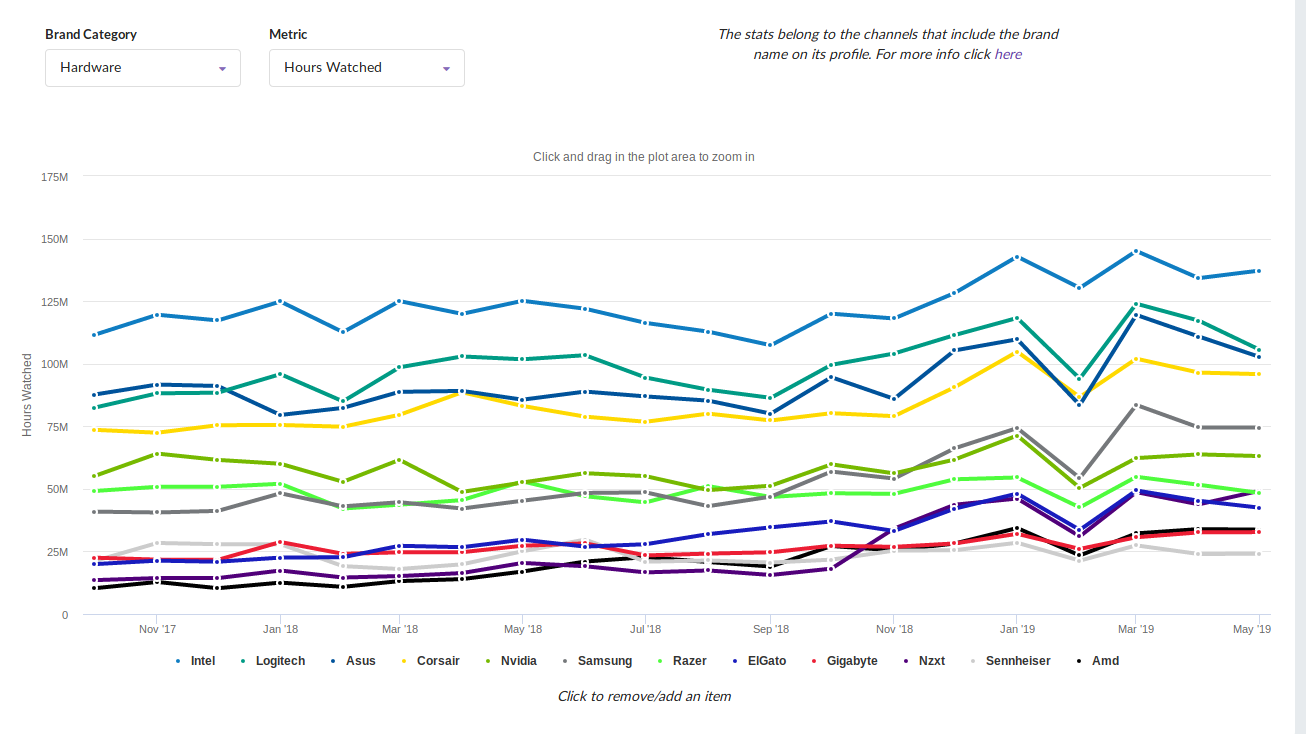 Brand Category
Metric
Hardware
Hours Watched
The stats belong to the channels that include the brand
name on its profile. For more info click here
Click and drag in the plot area to zoom in
Hours Watched
175M
150M
125M
100M
75M
50M
25M
0
Nov '17
Jan '18
Mar '18
May '18
Jul '18
Sep '18
Nov '18
Jan '19
Mar '19
May '19
Intel
Logitech
Asus
Corsair
Nvidia
Samsung
Razer
ElGato
Gigabyte
Nzxt
Sennheiser
Amd
Click to remove/add an item